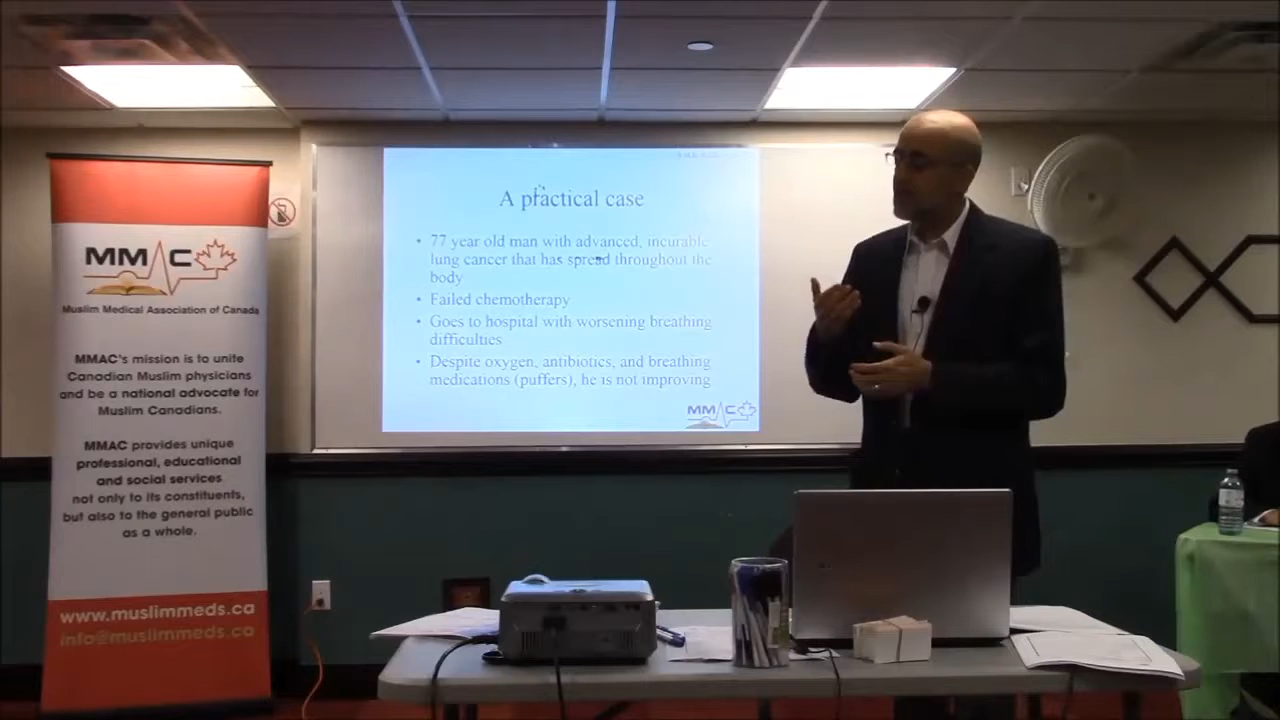 MMAC
Muslim Medical Association of Canada
MMAC's mission is to unite
Canadian Muslim physicians
and be a national advocate for
Muslim Canadians.
MMAC provides unique
professional, educational
and social services
not only to its constituents,
but also to the general public
as a whole.
www.muslimmeds.ca
info@muslimmeds.ca
A practical case
• 77 year old man with advanced, incurable
lung cancer that has spread throughout the
body
• Failed chemotherapy
• Goes to hospital with worsening breathing
difficulties
• Despite oxygen, antibiotics, and breathing
medications (puffers), he is not improving
MMAC